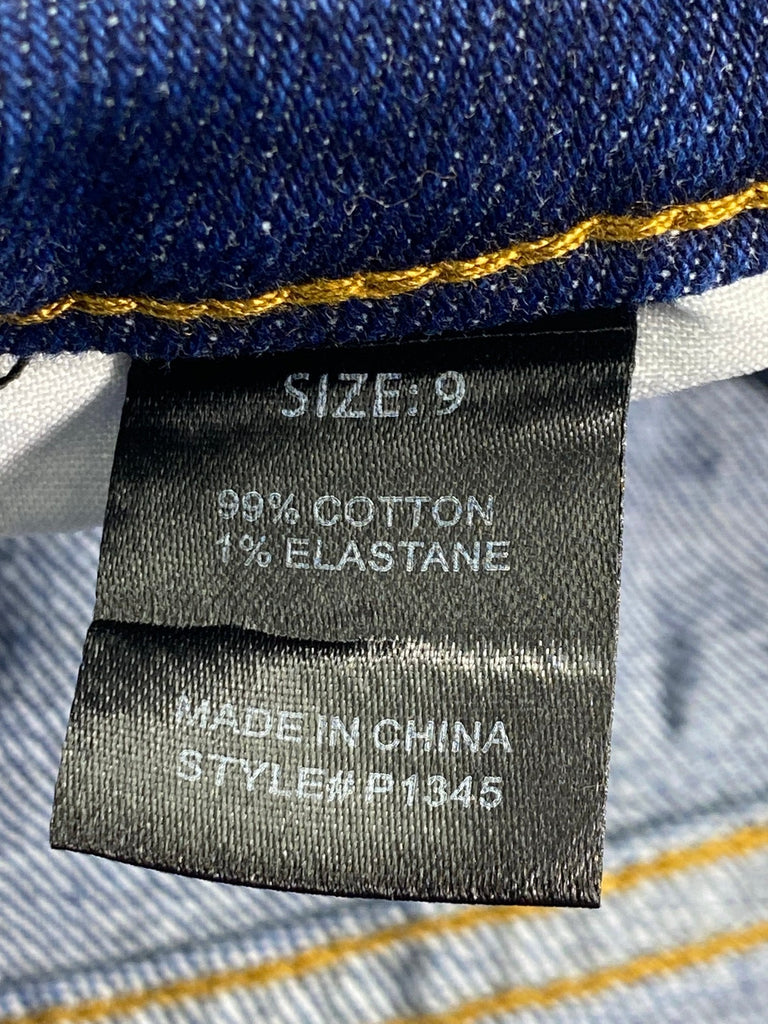 SIZE: 9
99% COTTON
1% ELASTANE
MADE IN CHINA
STYLE# P1345